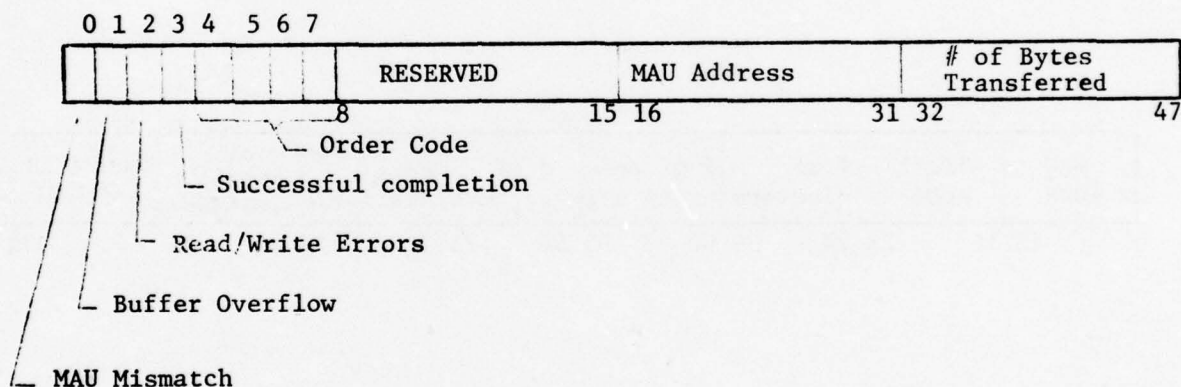 0 1 2 3 4 5 6 7
RESERVED MAU Address # of Bytes
Transferred
8 15 16 31 32 47
Order Code
Successful completion
Read/Write Errors
Buffer Overflow
MAU Mismatch